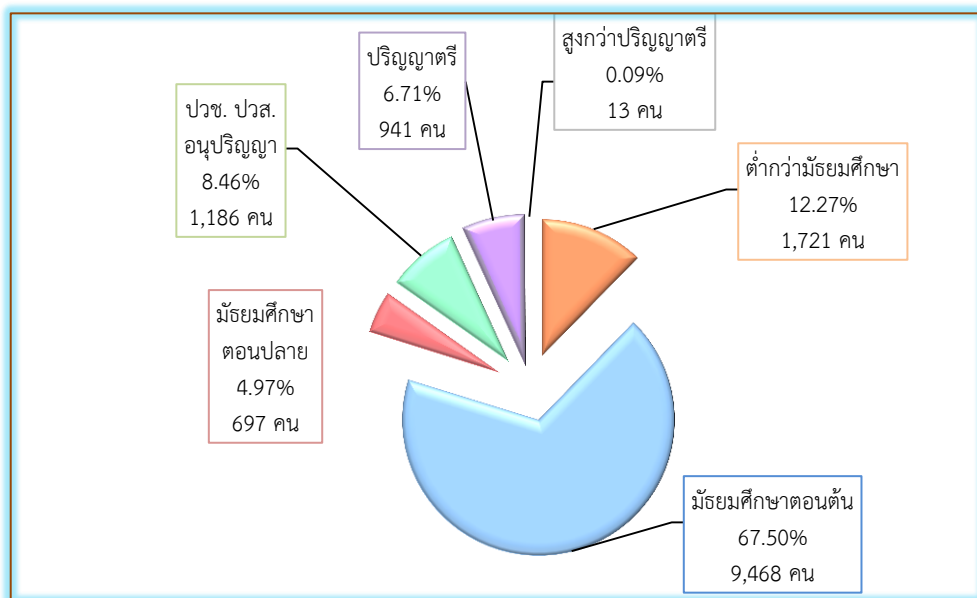 สูงกว่าปริญญาตรี
0.09%
13 คน
ปริญญาตรี
6.71%
941 คน
ปวช. ปวส.
อนุปริญญา
8.46%
1,186 คน
ต่ำกว่ามัธยมศึกษา
12.27%
1,721 คน
มัธยมศึกษา
ตอนปลาย
4.97%
697 คน
มัธยมศึกษาตอนต้น
67.50%
9,468 คน